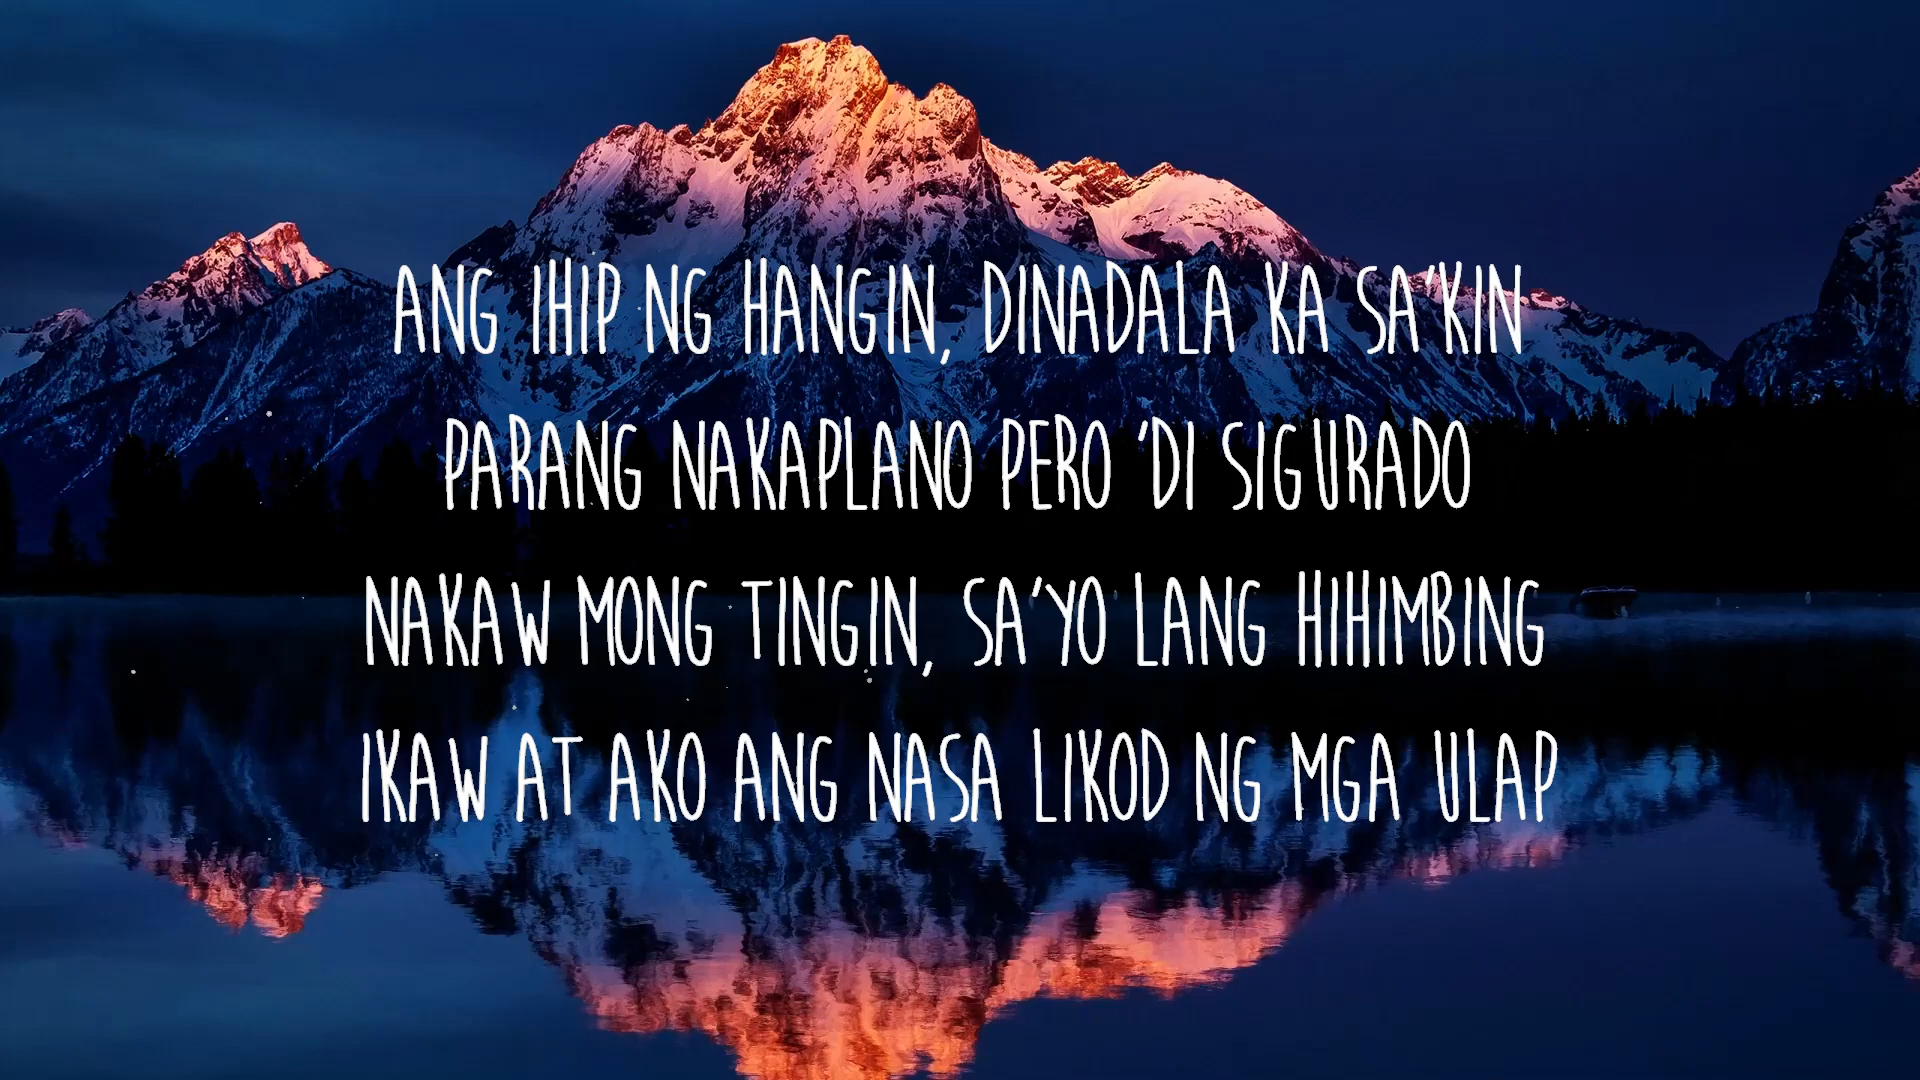 ANG IHIP NG HANGIN, DINADALA KA SA'KIN
PARANG NAKAPLANO PERO 'DI SIGURADO
NAKAW MONG TINGIN, SA'YO LANG HIHIMBING
IKAW AT AKO ANG NASA LIKOD NG MGA ULAP